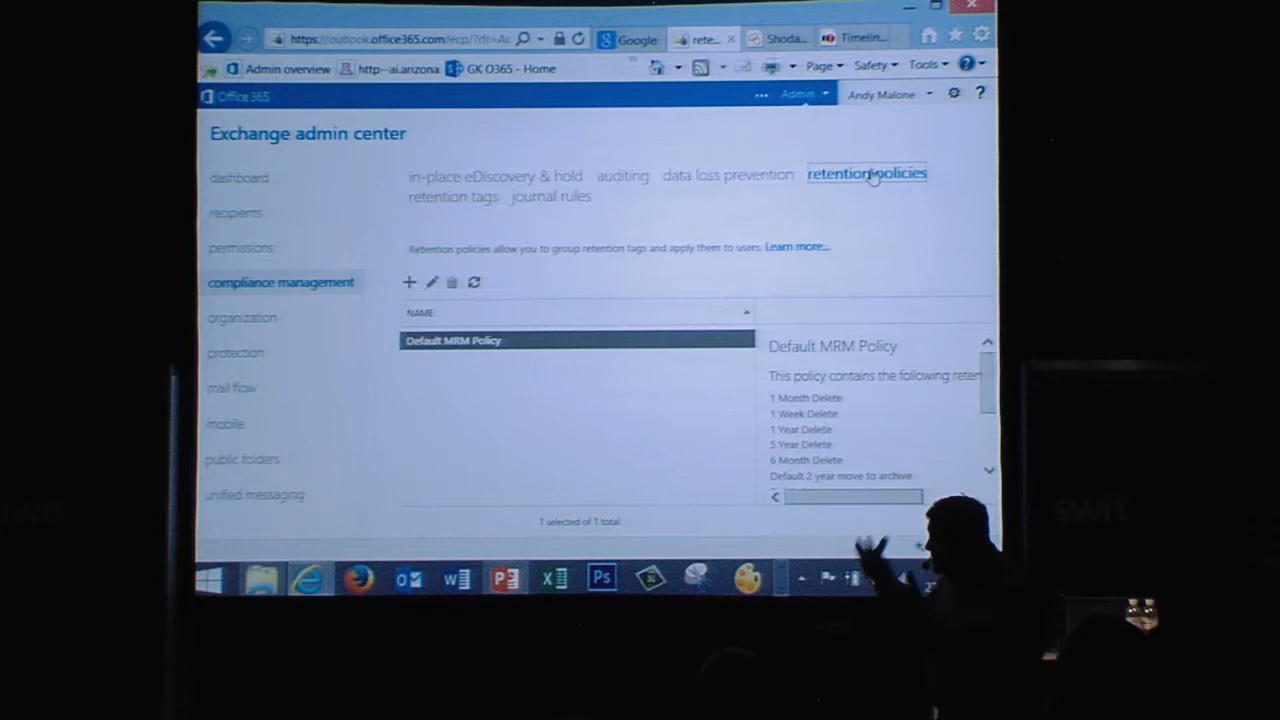 https://outlook.office365.com/ecp/?rfr=Ac
Google
rete...
Shoda...
Timelin...
Admin overview
http--ai.arizona
GK O365 - Home
Page
Safety
Tools
Office 365
Admin
Andy Malone
?
Exchange admin center
dashboard
recipients
permissions
compliance management
organization
protection
mail flow
mobile
public folders
unified messaging
in-place eDiscovery & hold auditing data loss prevention retention policies
retention tags journal rules
Retention policies allow you to group retention tags and apply them to users. Learn more...
NAME
Default MRM Policy
1 selected of 1 total
Default MRM Policy
This policy contains the following reten
1 Month Delete
1 Week Delete
1 Year Delete
5 Year Delete
6 Month Delete
Default 2 year move to archive
Ps